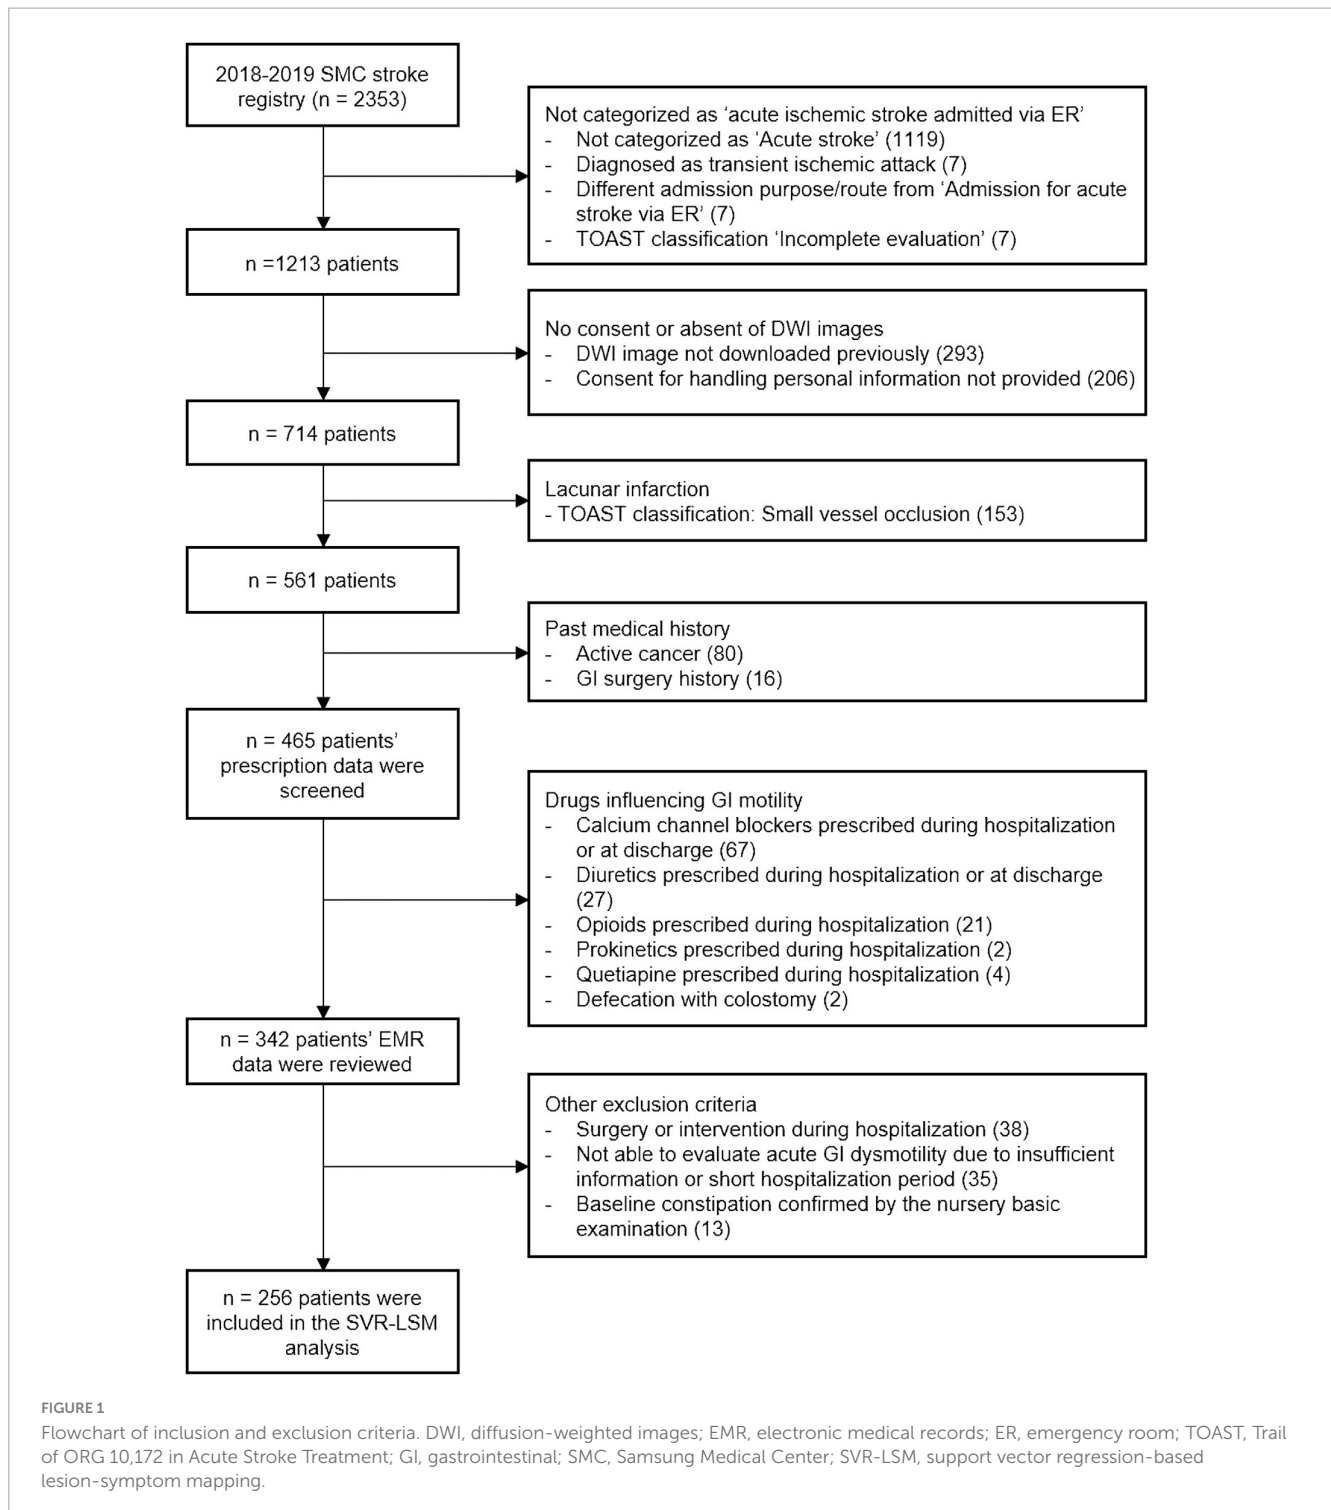 2018-2019 SMC stroke
registry (n = 2353)
Not categorized as ‘acute ischemic stroke admitted via ER’
- Not categorized as ‘Acute stroke’ (1119)
- Diagnosed as transient ischemic attack (7)
- Different admission purpose/route from ‘Admission for acute
stroke via ER’ (7)
- TOAST classification ‘Incomplete evaluation’ (7)
n =1213 patients
No consent or absent of DWI images
- DWI image not downloaded previously (293)
- Consent for handling personal information not provided (206)
n = 714 patients
Lacunar infarction
- TOAST classification: Small vessel occlusion (153)
n = 561 patients
Past medical history
- Active cancer (80)
- GI surgery history (16)
n = 465 patients’
prescription data were
screened
Drugs influencing GI motility
- Calcium channel blockers prescribed during hospitalization
or at discharge (67)
- Diuretics prescribed during hospitalization or at discharge
(27)
- Opioids prescribed during hospitalization (21)
- Prokinetics prescribed during hospitalization (2)
- Quetiapine prescribed during hospitalization (4)
- Defecation with colostomy (2)
n = 342 patients’ EMR
data were reviewed
Other exclusion criteria
- Surgery or intervention during hospitalization (38)
- Not able to evaluate acute GI dysmotility due to insufficient
information or short hospitalization period (35)
- Baseline constipation confirmed by the nursery basic
examination (13)
n = 256 patients were
included in the SVR-LSM
analysis
FIGURE 1
Flowchart of inclusion and exclusion criteria. DWI, diffusion-weighted images; EMR, electronic medical records; ER, emergency room; TOAST, Trail
of ORG 10,172 in Acute Stroke Treatment; GI, gastrointestinal; SMC, Samsung Medical Center; SVR-LSM, support vector regression-based
lesion-symptom mapping.